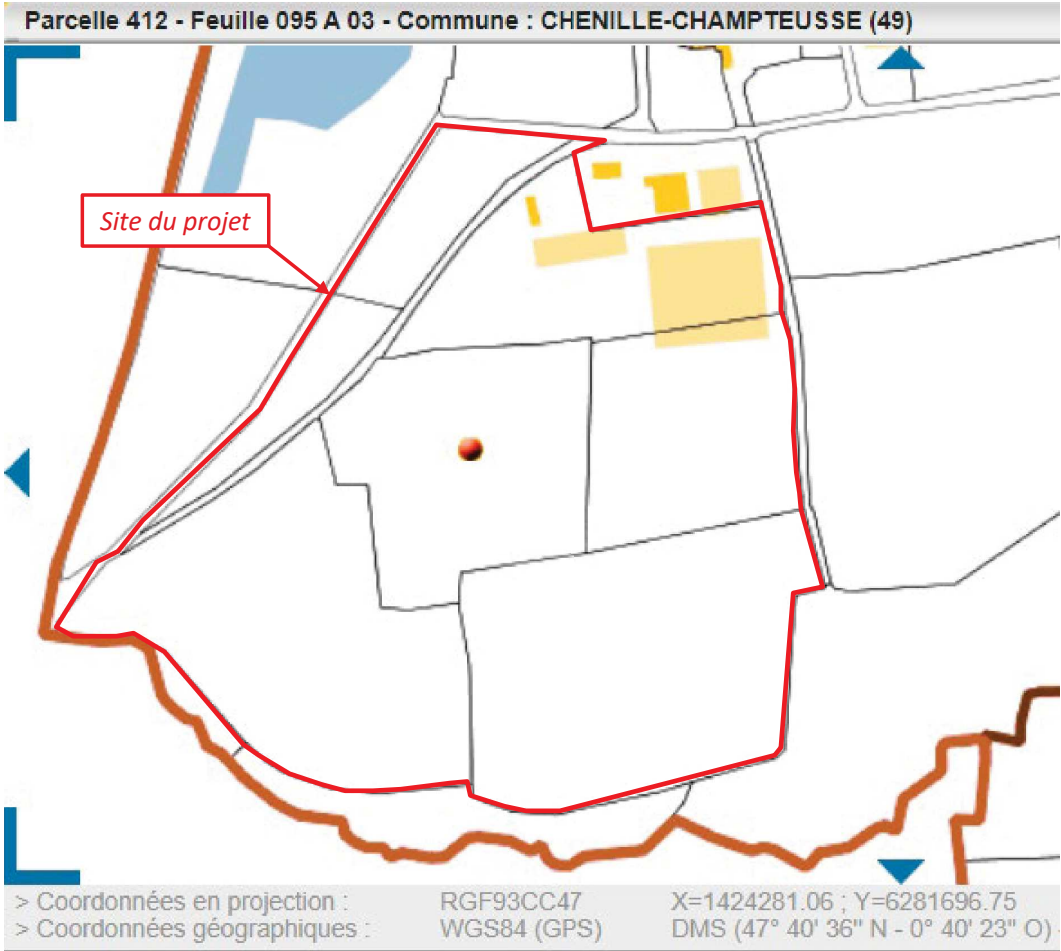 Parcelle 412 - Feuille 095 A 03 - Commune : CHENILLE-CHAMPTEUSSE (49)
Site du projet
> Coordonnées en projection : RGF93CC47 X=1424281.06 ; Y=6281696.75
> Coordonnées géographiques : WGS84 (GPS) DMS (47° 40' 36" N - 0° 40' 23" O)